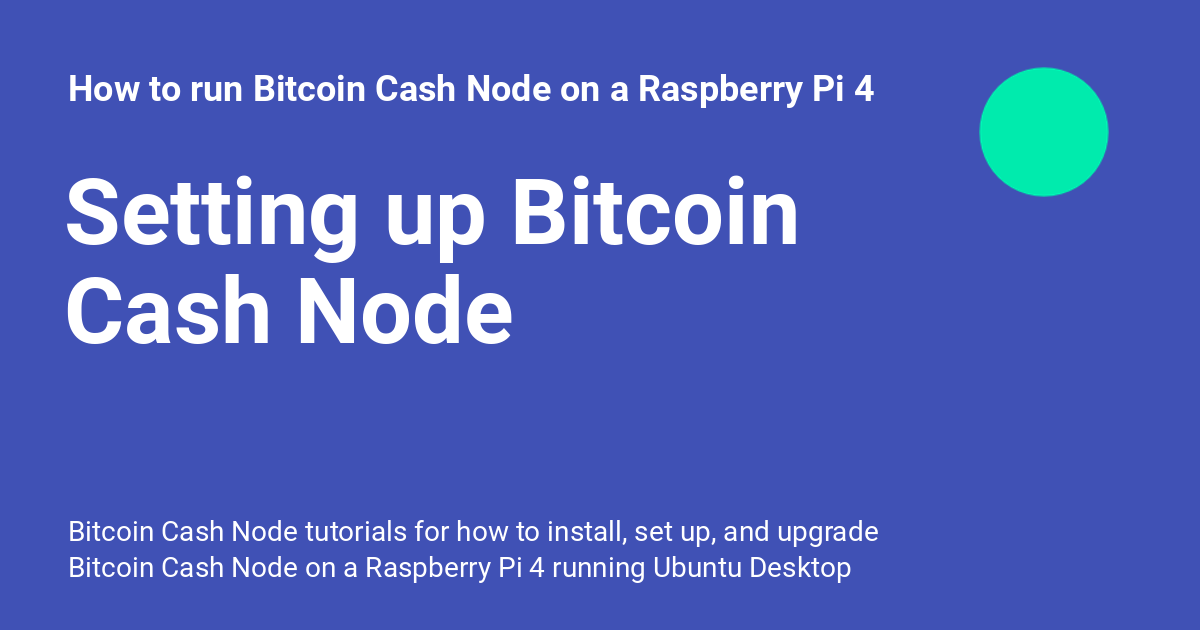 How to run Bitcoin Cash Node on a Raspberry Pi 4
Setting up Bitcoin
Cash Node
Bitcoin Cash Node tutorials for how to install, set up, and upgrade
Bitcoin Cash Node on a Raspberry Pi 4 running Ubuntu Desktop